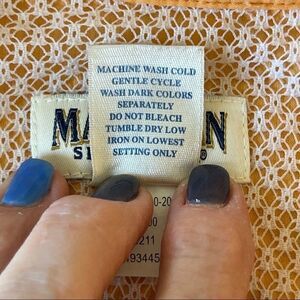 MACHINE WASH COLD
GENTLE CYCLE
WASH DARK COLORS
SEPARATELY
DO NOT BLEACH
TUMBLE DRY LOW
IRON ON LOWEST
SETTING ONLY
®